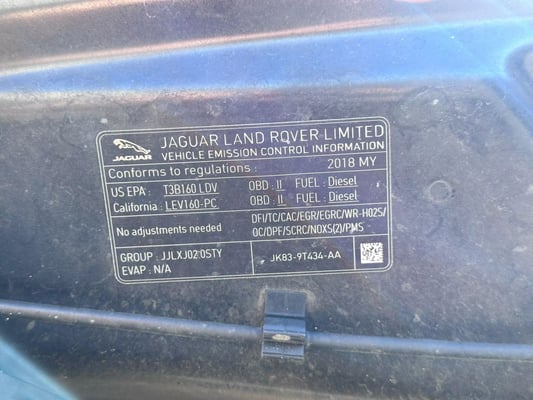 JAGUAR
JAGUAR LAND ROVER LIMITED
VEHICLE EMISSION CONTROL INFORMATION
Conforms to regulations : 2018 MY
US EPA : T3B160 LDV OBD : II FUEL : Diesel
California : LEV160-PC OBD : II FUEL : Diesel
No adjustments needed
DFI/TC/CAC/EGR/EGRC/WR-HO2S/
OC/DPF/SCRC/NOXS(2)/PMS
GROUP : JJLXJ02.0STY
EVAP : N/A
JK83-9T434-AA